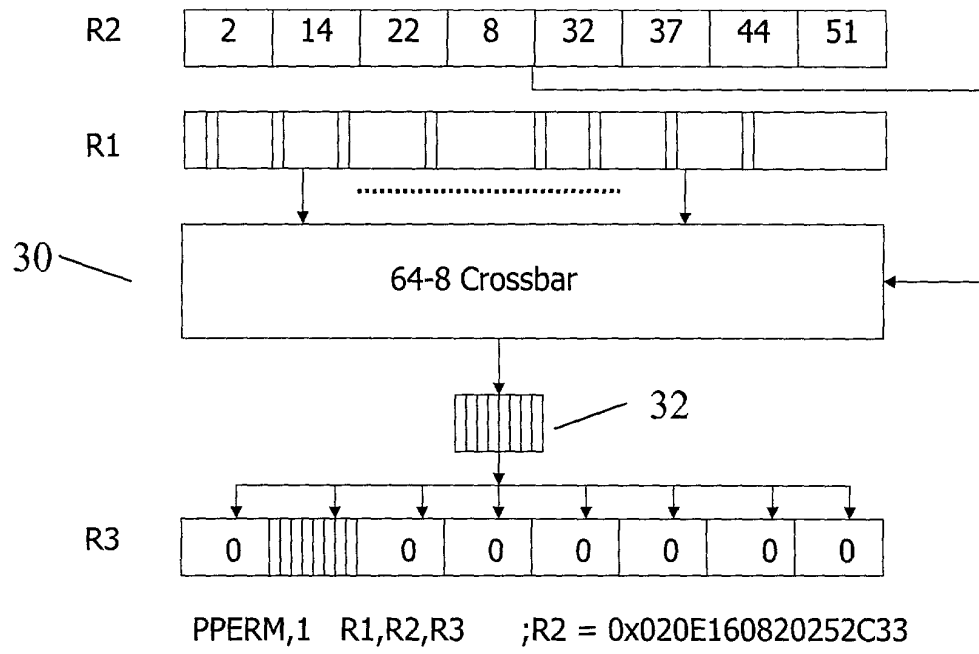 R2 2 14 22 8 32 37 44 51
R1
30 64-8 Crossbar
32
R3 0 0 0 0 0 0 0
PPERM,1 R1,R2,R3 ;R2 = 0x020E160820252C33